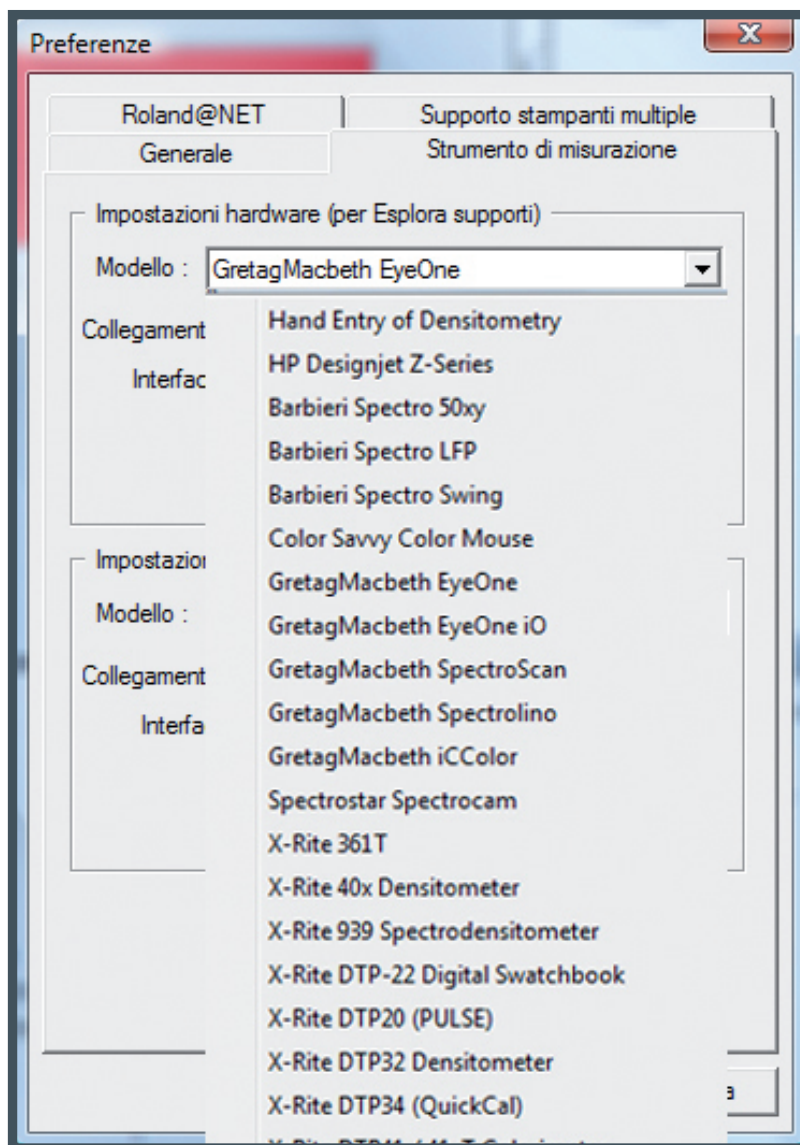 Preferenze
Roland@NET
Supporto stampanti multiple
Generale
Strumento di misurazione
Impostazioni hardware (per Esplora supporti)
Modello :
GretagMacbeth EyeOne
Collegament
Interfac
Hand Entry of Densitometry
HP Designjet Z-Series
Barbieri Spectro 50xy
Barbieri Spectro LFP
Barbieri Spectro Swing
Color Savvy Color Mouse
Impostazior
Modello :
Collegament
Interfa
GretagMacbeth EyeOne
GretagMacbeth EyeOne iO
GretagMacbeth SpectroScan
GretagMacbeth Spectrolino
GretagMacbeth iCColor
Spectrostar Spectrocam
X-Rite 361T
X-Rite 40x Densitometer
X-Rite 939 Spectrodensitometer
X-Rite DTP-22 Digital Swatchbook
X-Rite DTP20 (PULSE)
X-Rite DTP32 Densitometer
X-Rite DTP34 (QuickCal)